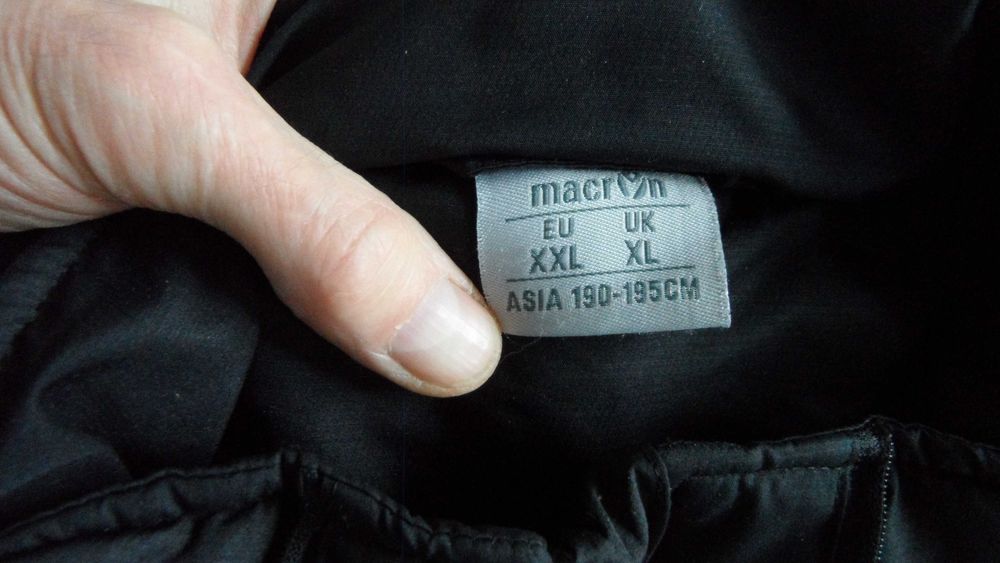 macron
EU UK
XXL XL
ASIA 190-195CM